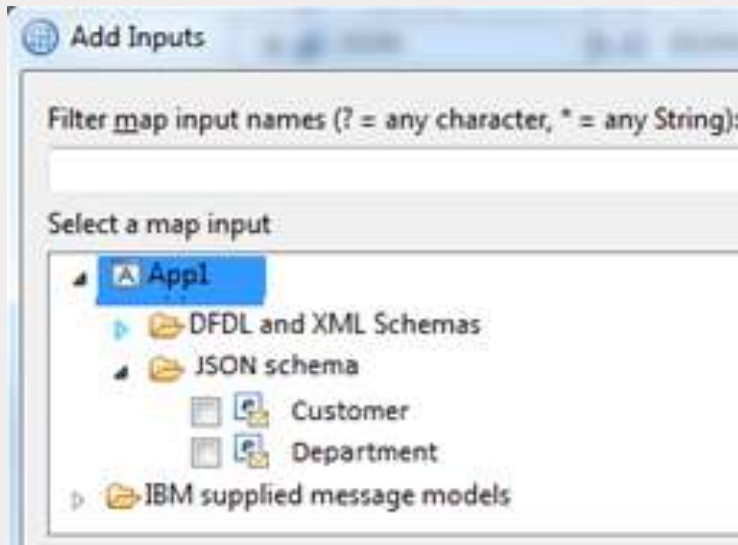 Add Inputs
Filter map input names (? = any character, * = any String):
Select a map input
App1
DFDL and XML Schemas
JSON schema
Customer
Department
IBM supplied message models